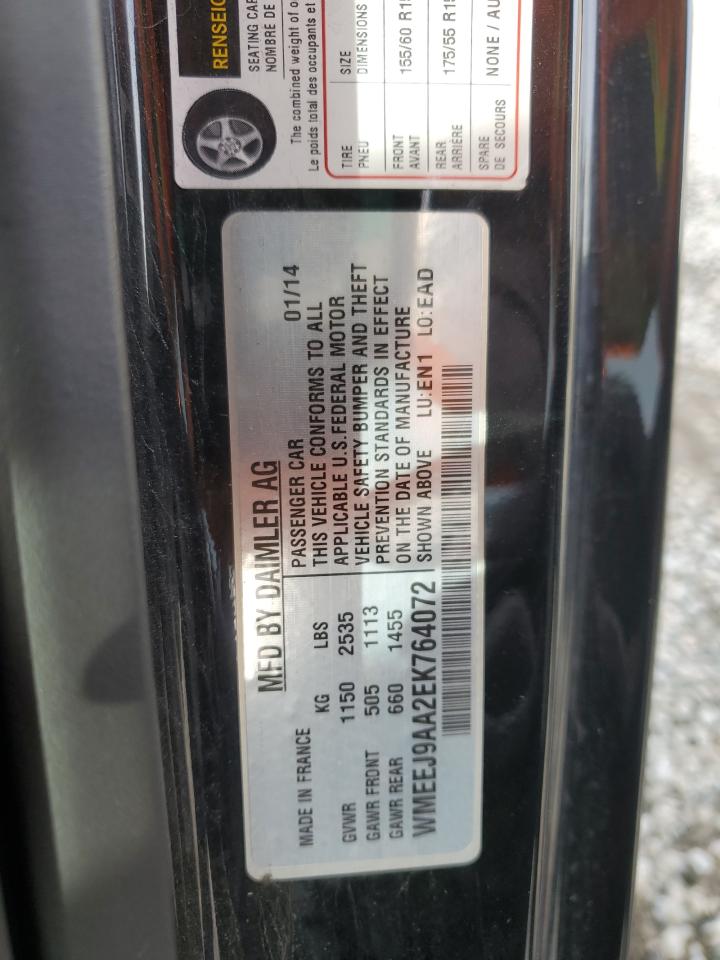 MFD BY DAIMLER AG
MADE IN FRANCE
KG LBS
GVWR 1150 2535
GAWR FRONT 505 1113
GAWR REAR 660 1455
PASSENGER CAR 01/14
THIS VEHICLE CONFORMS TO ALL
APPLICABLE U.S.FEDERAL MOTOR
VEHICLE SAFETY BUMPER AND THEFT
PREVENTION STANDARDS IN EFFECT
ON THE DATE OF MANUFACTURE
SHOWN ABOVE LU:EN1 LO:EAD
WMEEJ9AA2EK764072
RENSEIG
SEATING CAP
NOMBRE DE
The combined weight of o
Le poids total des occupants et
TIRE SIZE
PNEU DIMENSIONS
FRONT 155/60 R15
AVANT
REAR 175/55 R15
ARRIÈRE
SPARE NONE / AU
DE SECOURS